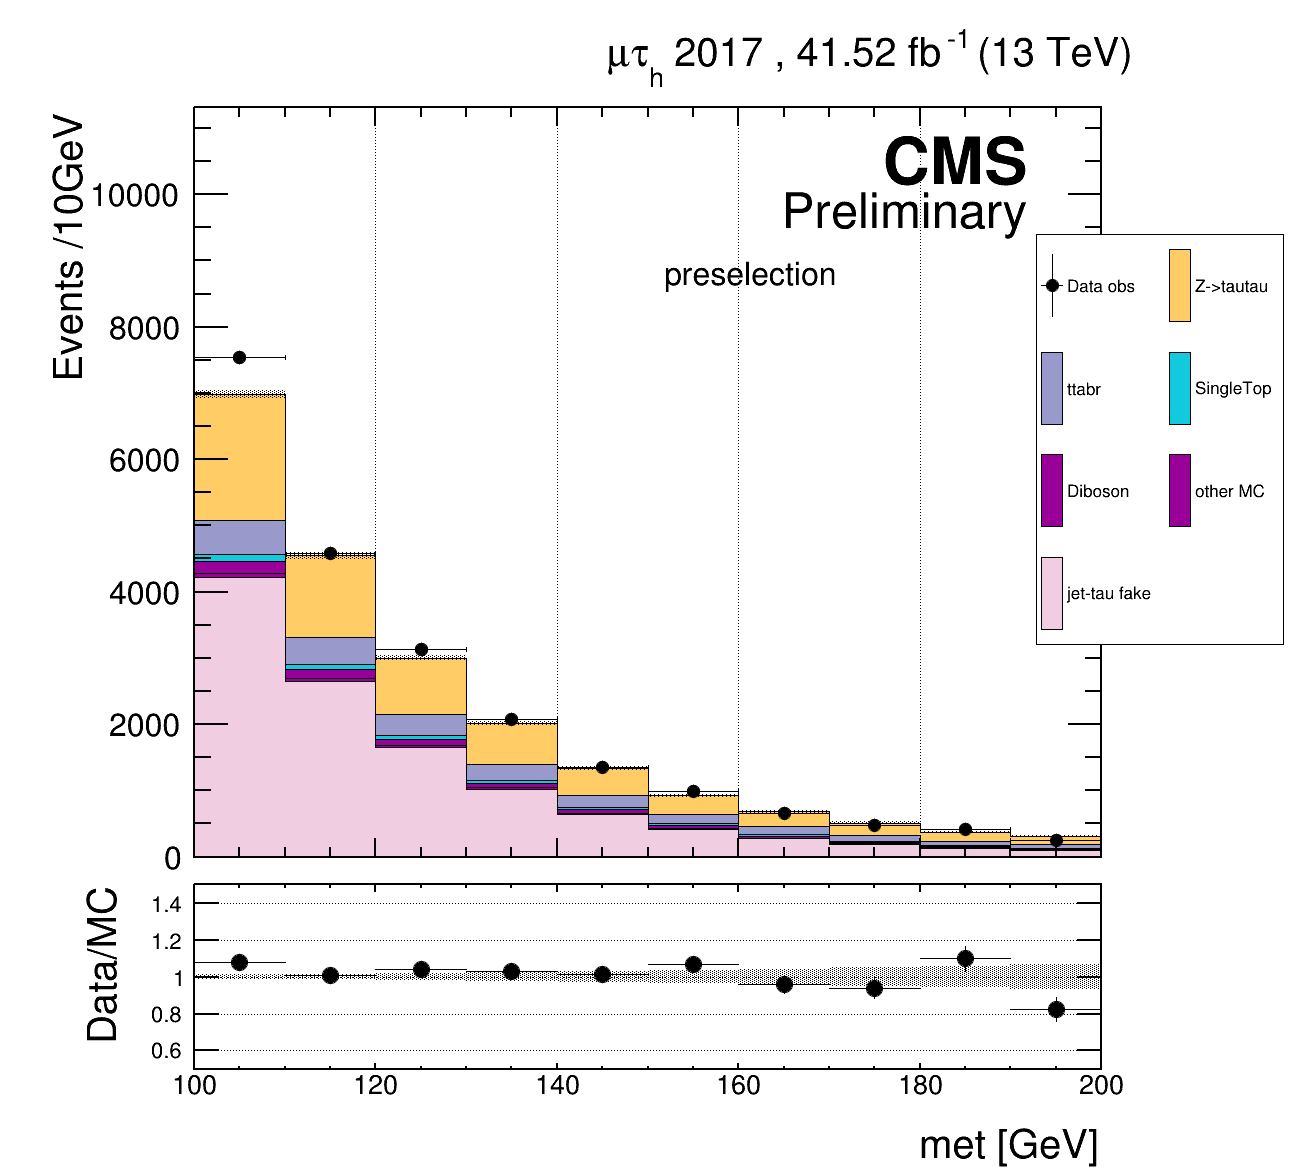 μτh 2017 , 41.52 fb-1 (13 TeV)
Events /10GeV
CMS
Preliminary
preselection
10000
8000
6000
4000
2000
0
Data obs
Z->tautau
ttabr
SingleTop
Diboson
other MC
jet-tau fake
Data/MC
1.4
1.2
1
0.8
0.6
100 120 140 160 180 200
met [GeV]